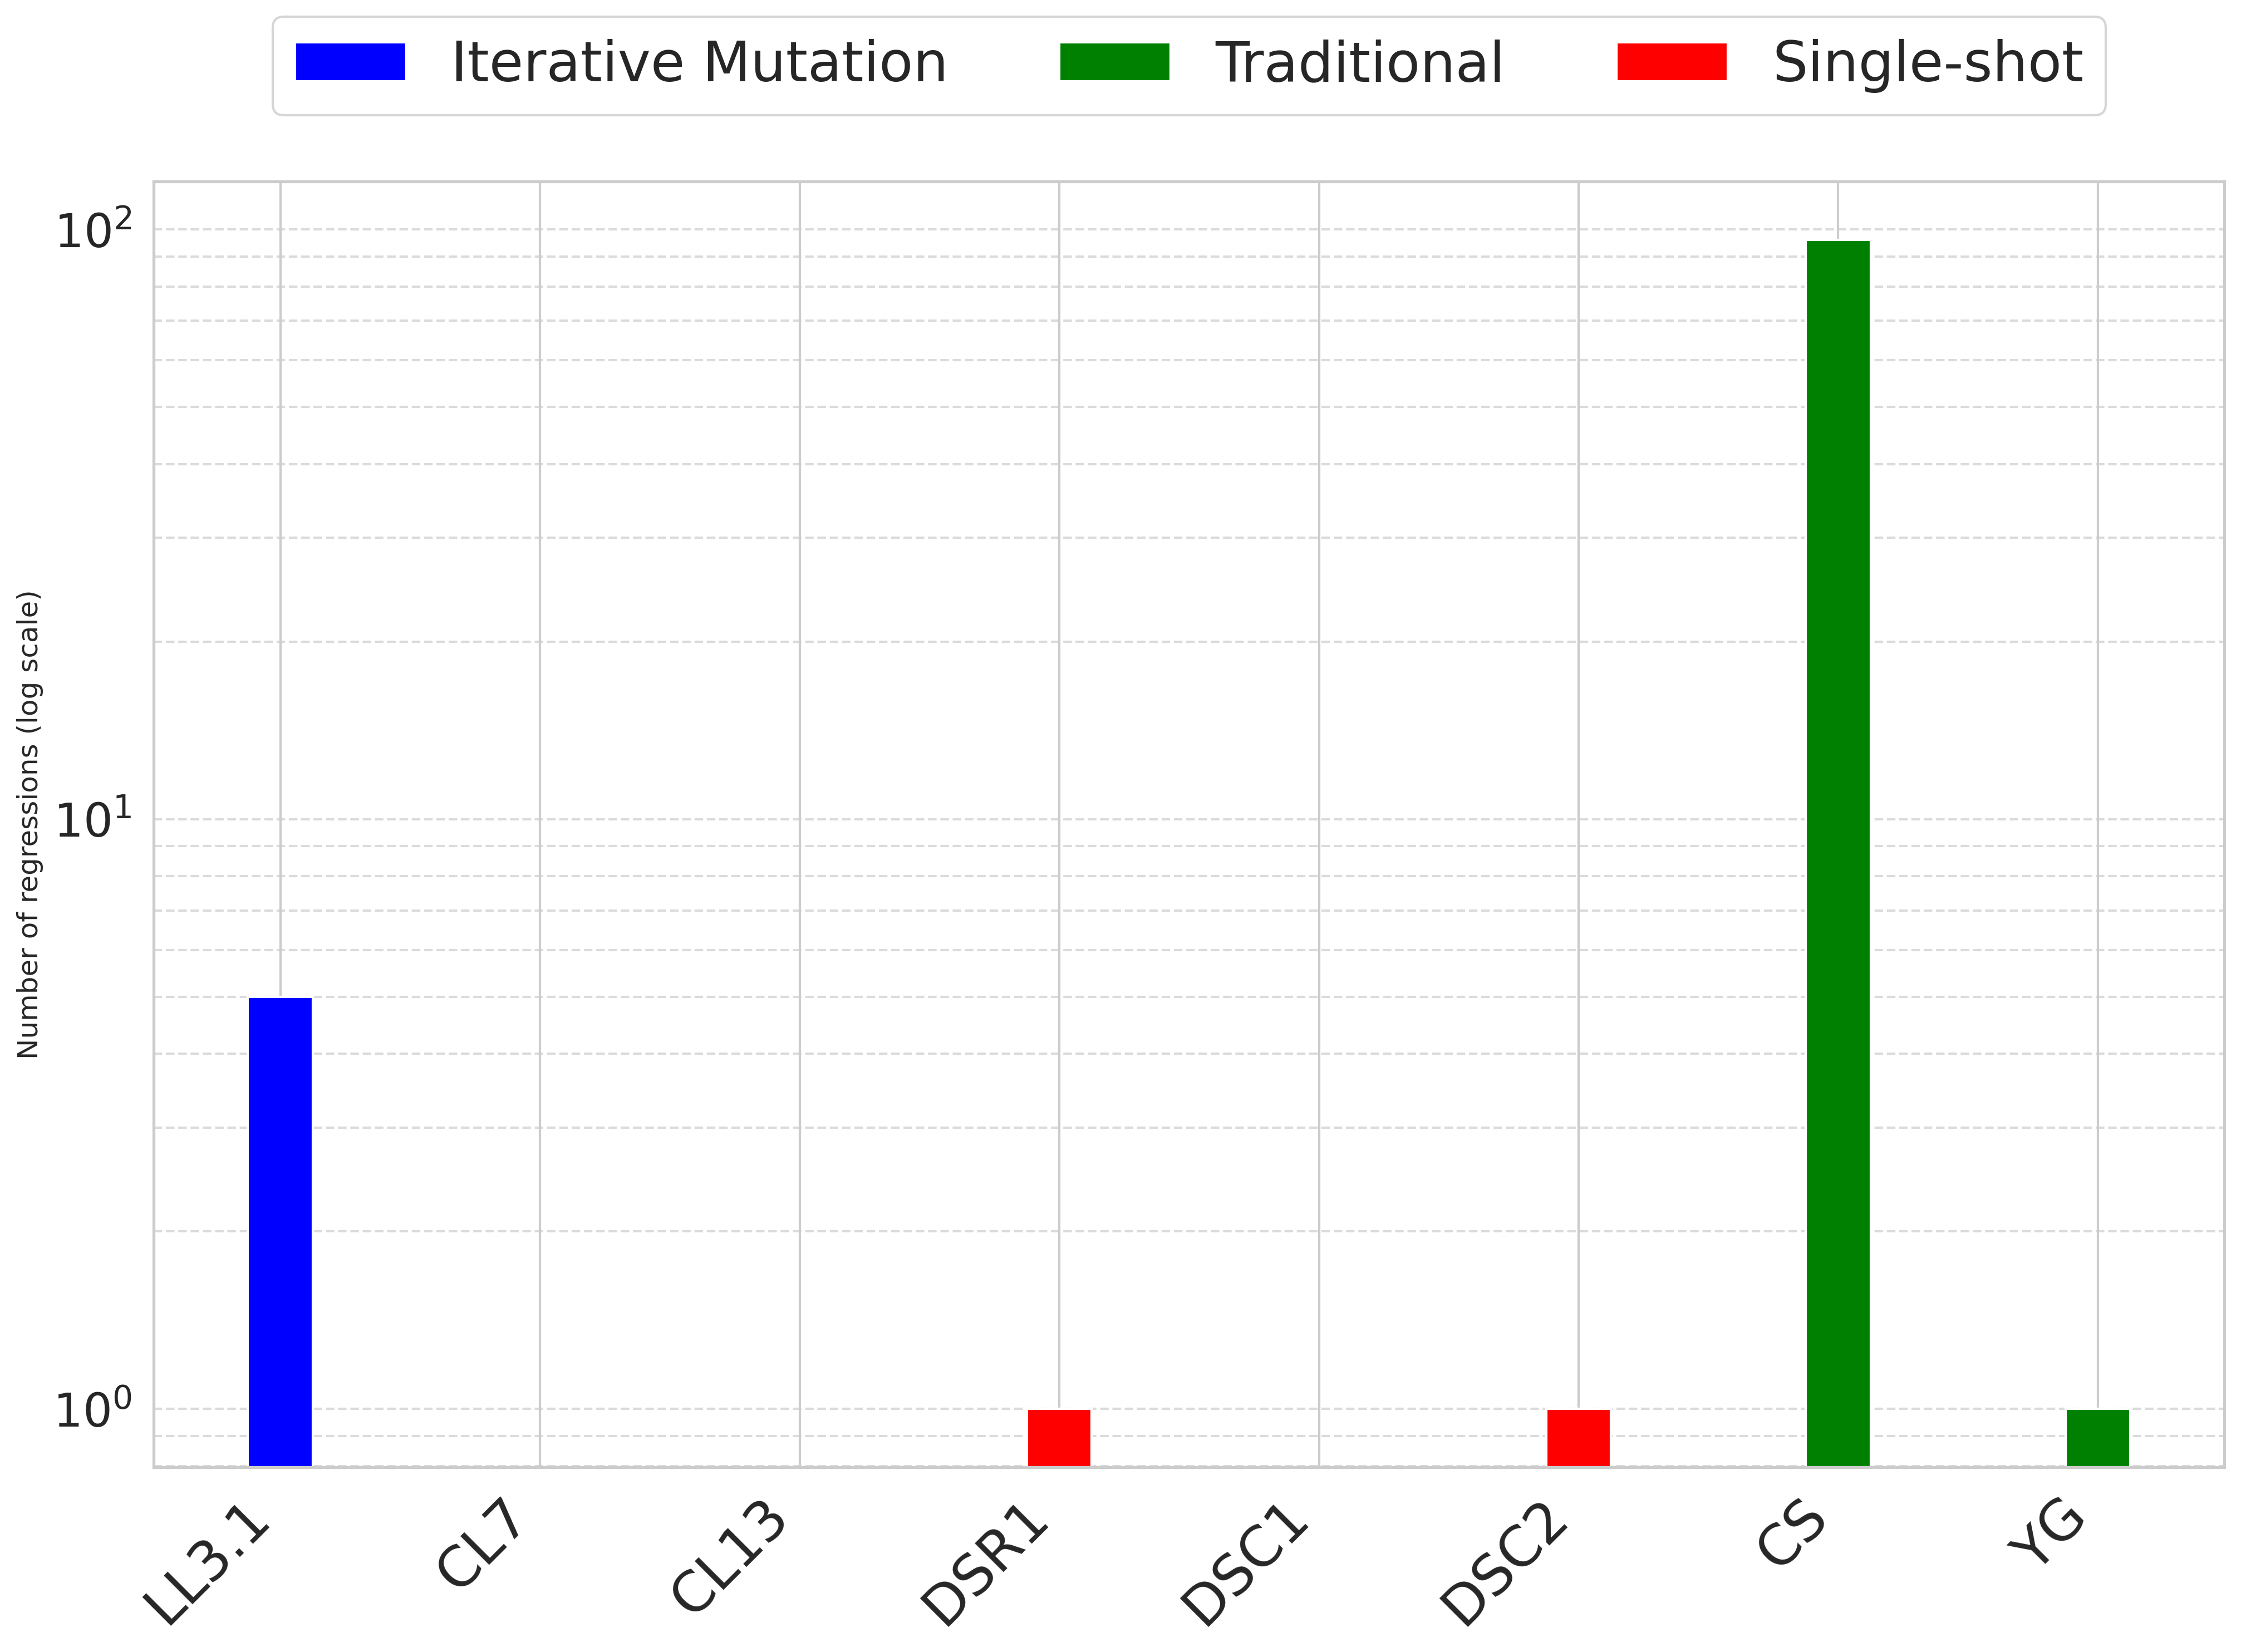 Iterative Mutation Traditional Single-shot
Number of regressions (log scale)
10²
10¹
10⁰
LL3.1 CL7 CL13 DSR1 DSC1 DSC2 CS YG